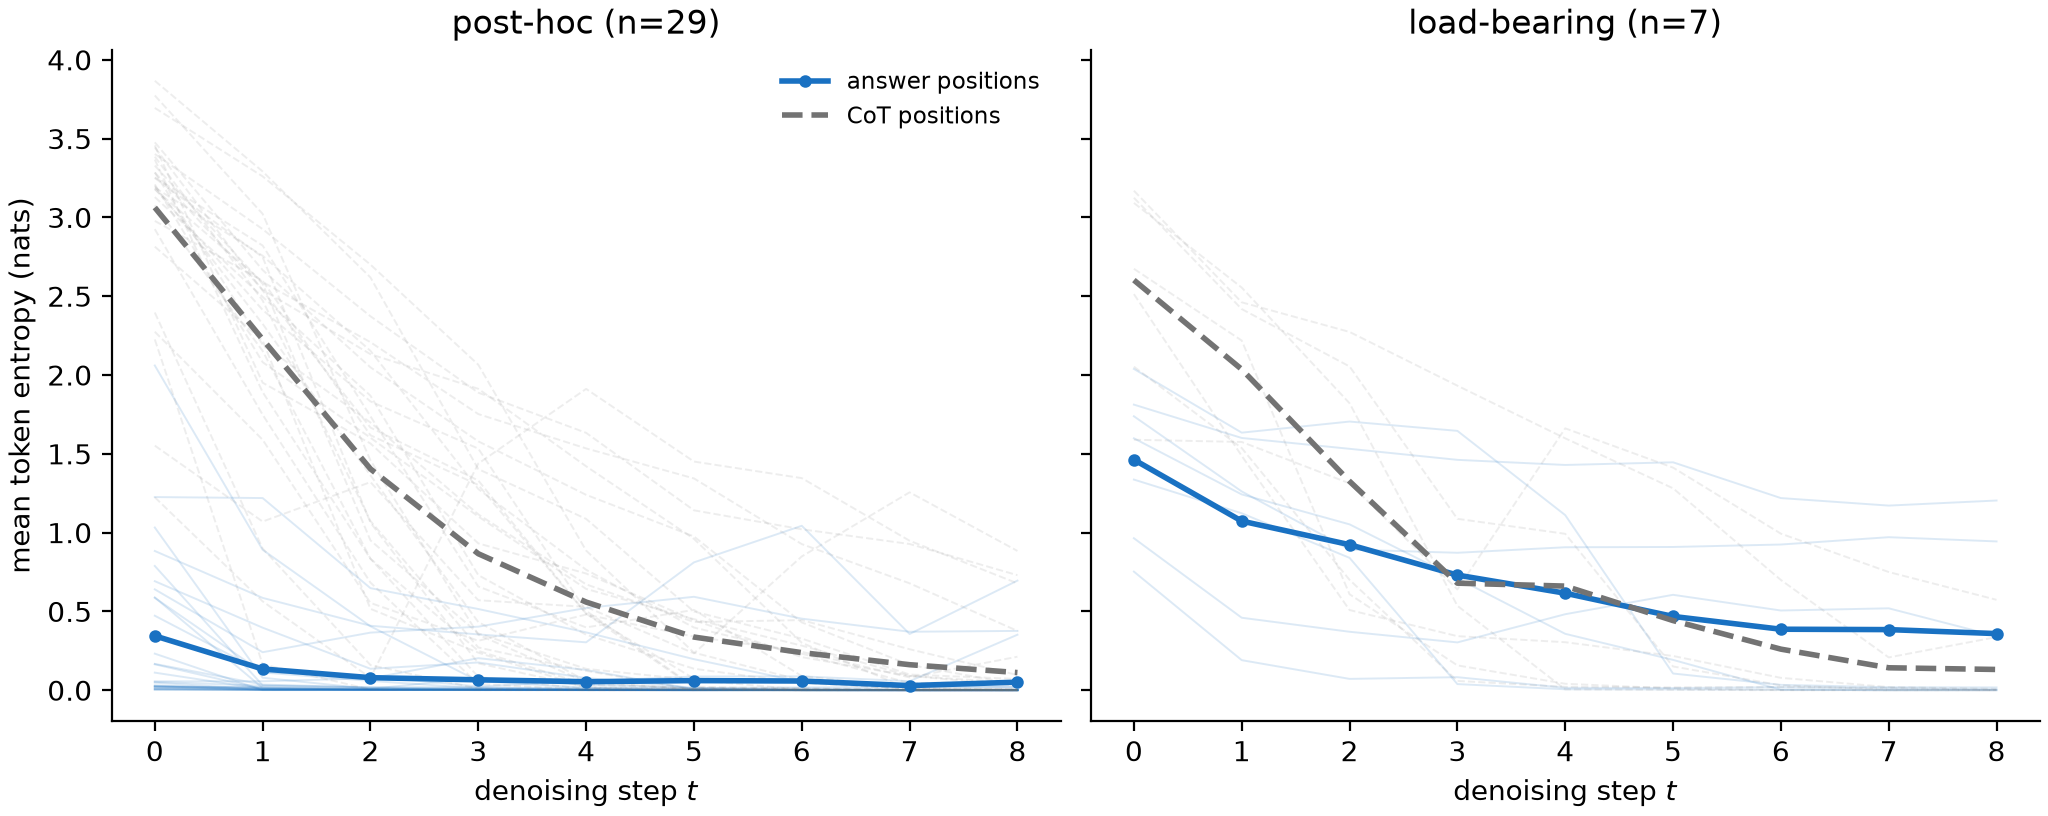 post-hoc (n=29)
load-bearing (n=7)
mean token entropy (nats)
4.0
3.5
3.0
2.5
2.0
1.5
1.0
0.5
0.0
answer positions
CoT positions
0 1 2 3 4 5 6 7 8
0 1 2 3 4 5 6 7 8
denoising step t
denoising step t